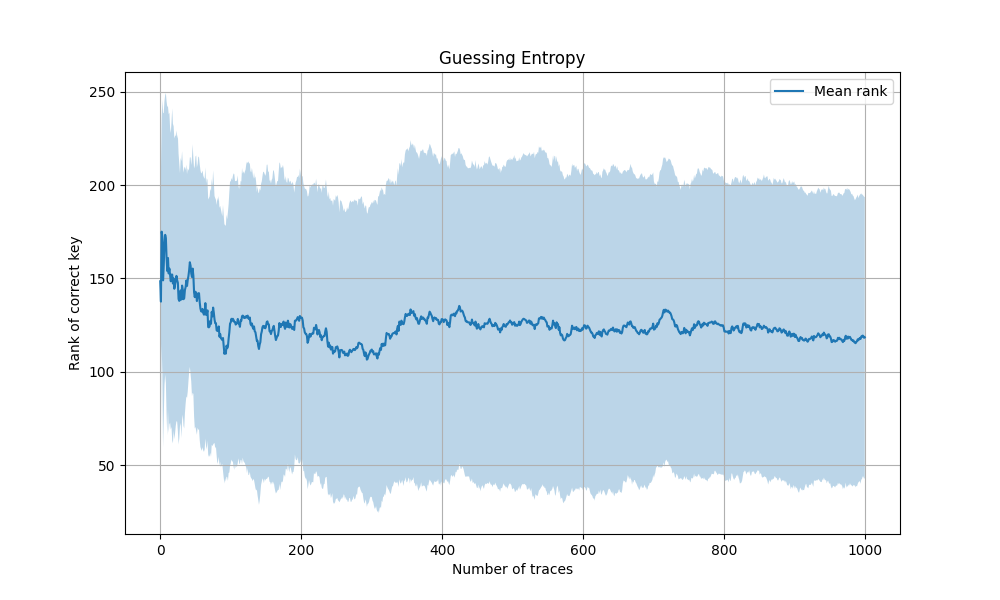 Guessing Entropy
Mean rank
Rank of correct key
250
200
150
100
50
0 200 400 600 800 1000
Number of traces